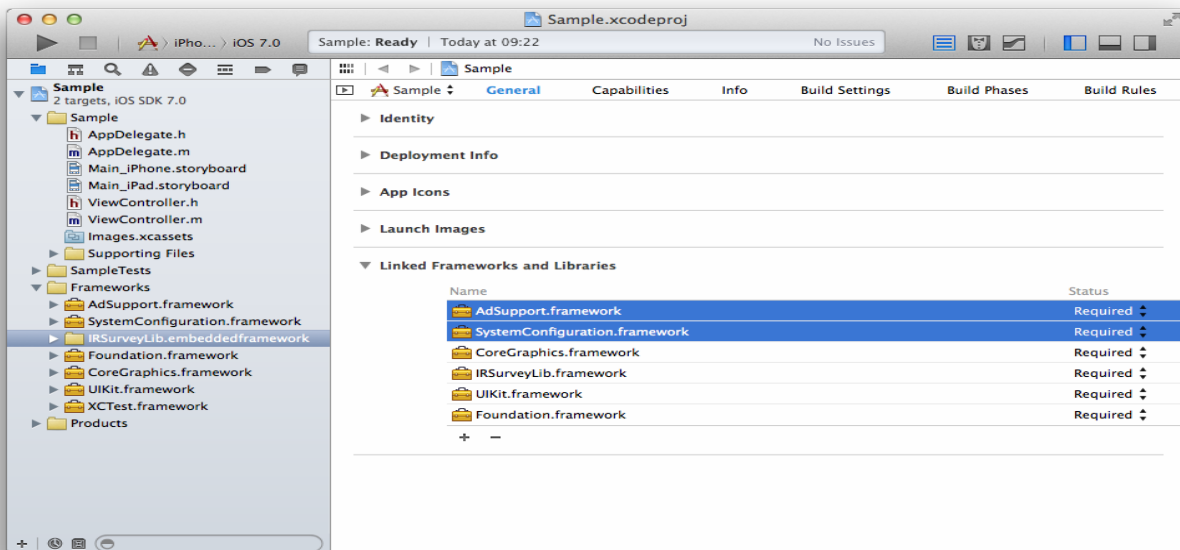 Sample.xcodeproj
iPho... iOS 7.0
Sample: Ready | Today at 09:22
No Issues
Sample
2 targets, iOS SDK 7.0
Sample
AppDelegate.h
AppDelegate.m
Main_iPhone.storyboard
Main_iPad.storyboard
ViewController.h
ViewController.m
Images.xcassets
Supporting Files
SampleTests
Frameworks
AdSupport.framework
SystemConfiguration.framework
IRSurveyLib.embeddedframework
Foundation.framework
CoreGraphics.framework
UIKit.framework
XCTest.framework
Products
Sample
Sample General Capabilities Info Build Settings Build Phases Build Rules
Identity
Deployment Info
App Icons
Launch Images
Linked Frameworks and Libraries
Name Status
AdSupport.framework Required
SystemConfiguration.framework Required
CoreGraphics.framework Required
IRSurveyLib.framework Required
UIKit.framework Required
Foundation.framework Required